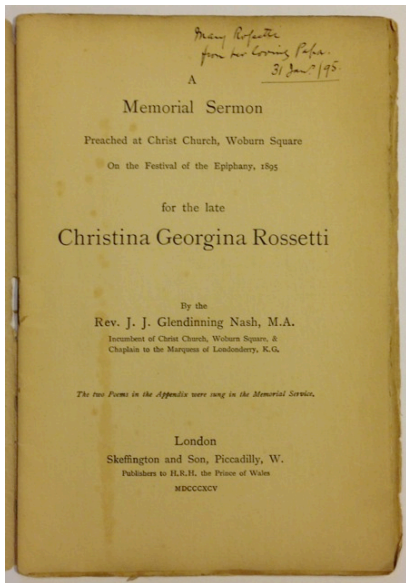 Mary Rossetti
from her loving Papa.
31 Jany/95.
A
Memorial Sermon
Preached at Christ Church, Woburn Square
On the Festival of the Epiphany, 1895
for the late
Christina Georgina Rossetti
By the
Rev. J. J. Glendinning Nash, M.A.
Incumbent of Christ Church, Woburn Square, &
Chaplain to the Marquess of Londonderry, K.G.
The two Poems in the Appendix were sung in the Memorial Service.
London
Skeffington and Son, Piccadilly, W.
Publishers to H.R.H. the Prince of Wales
MDCCCXCV